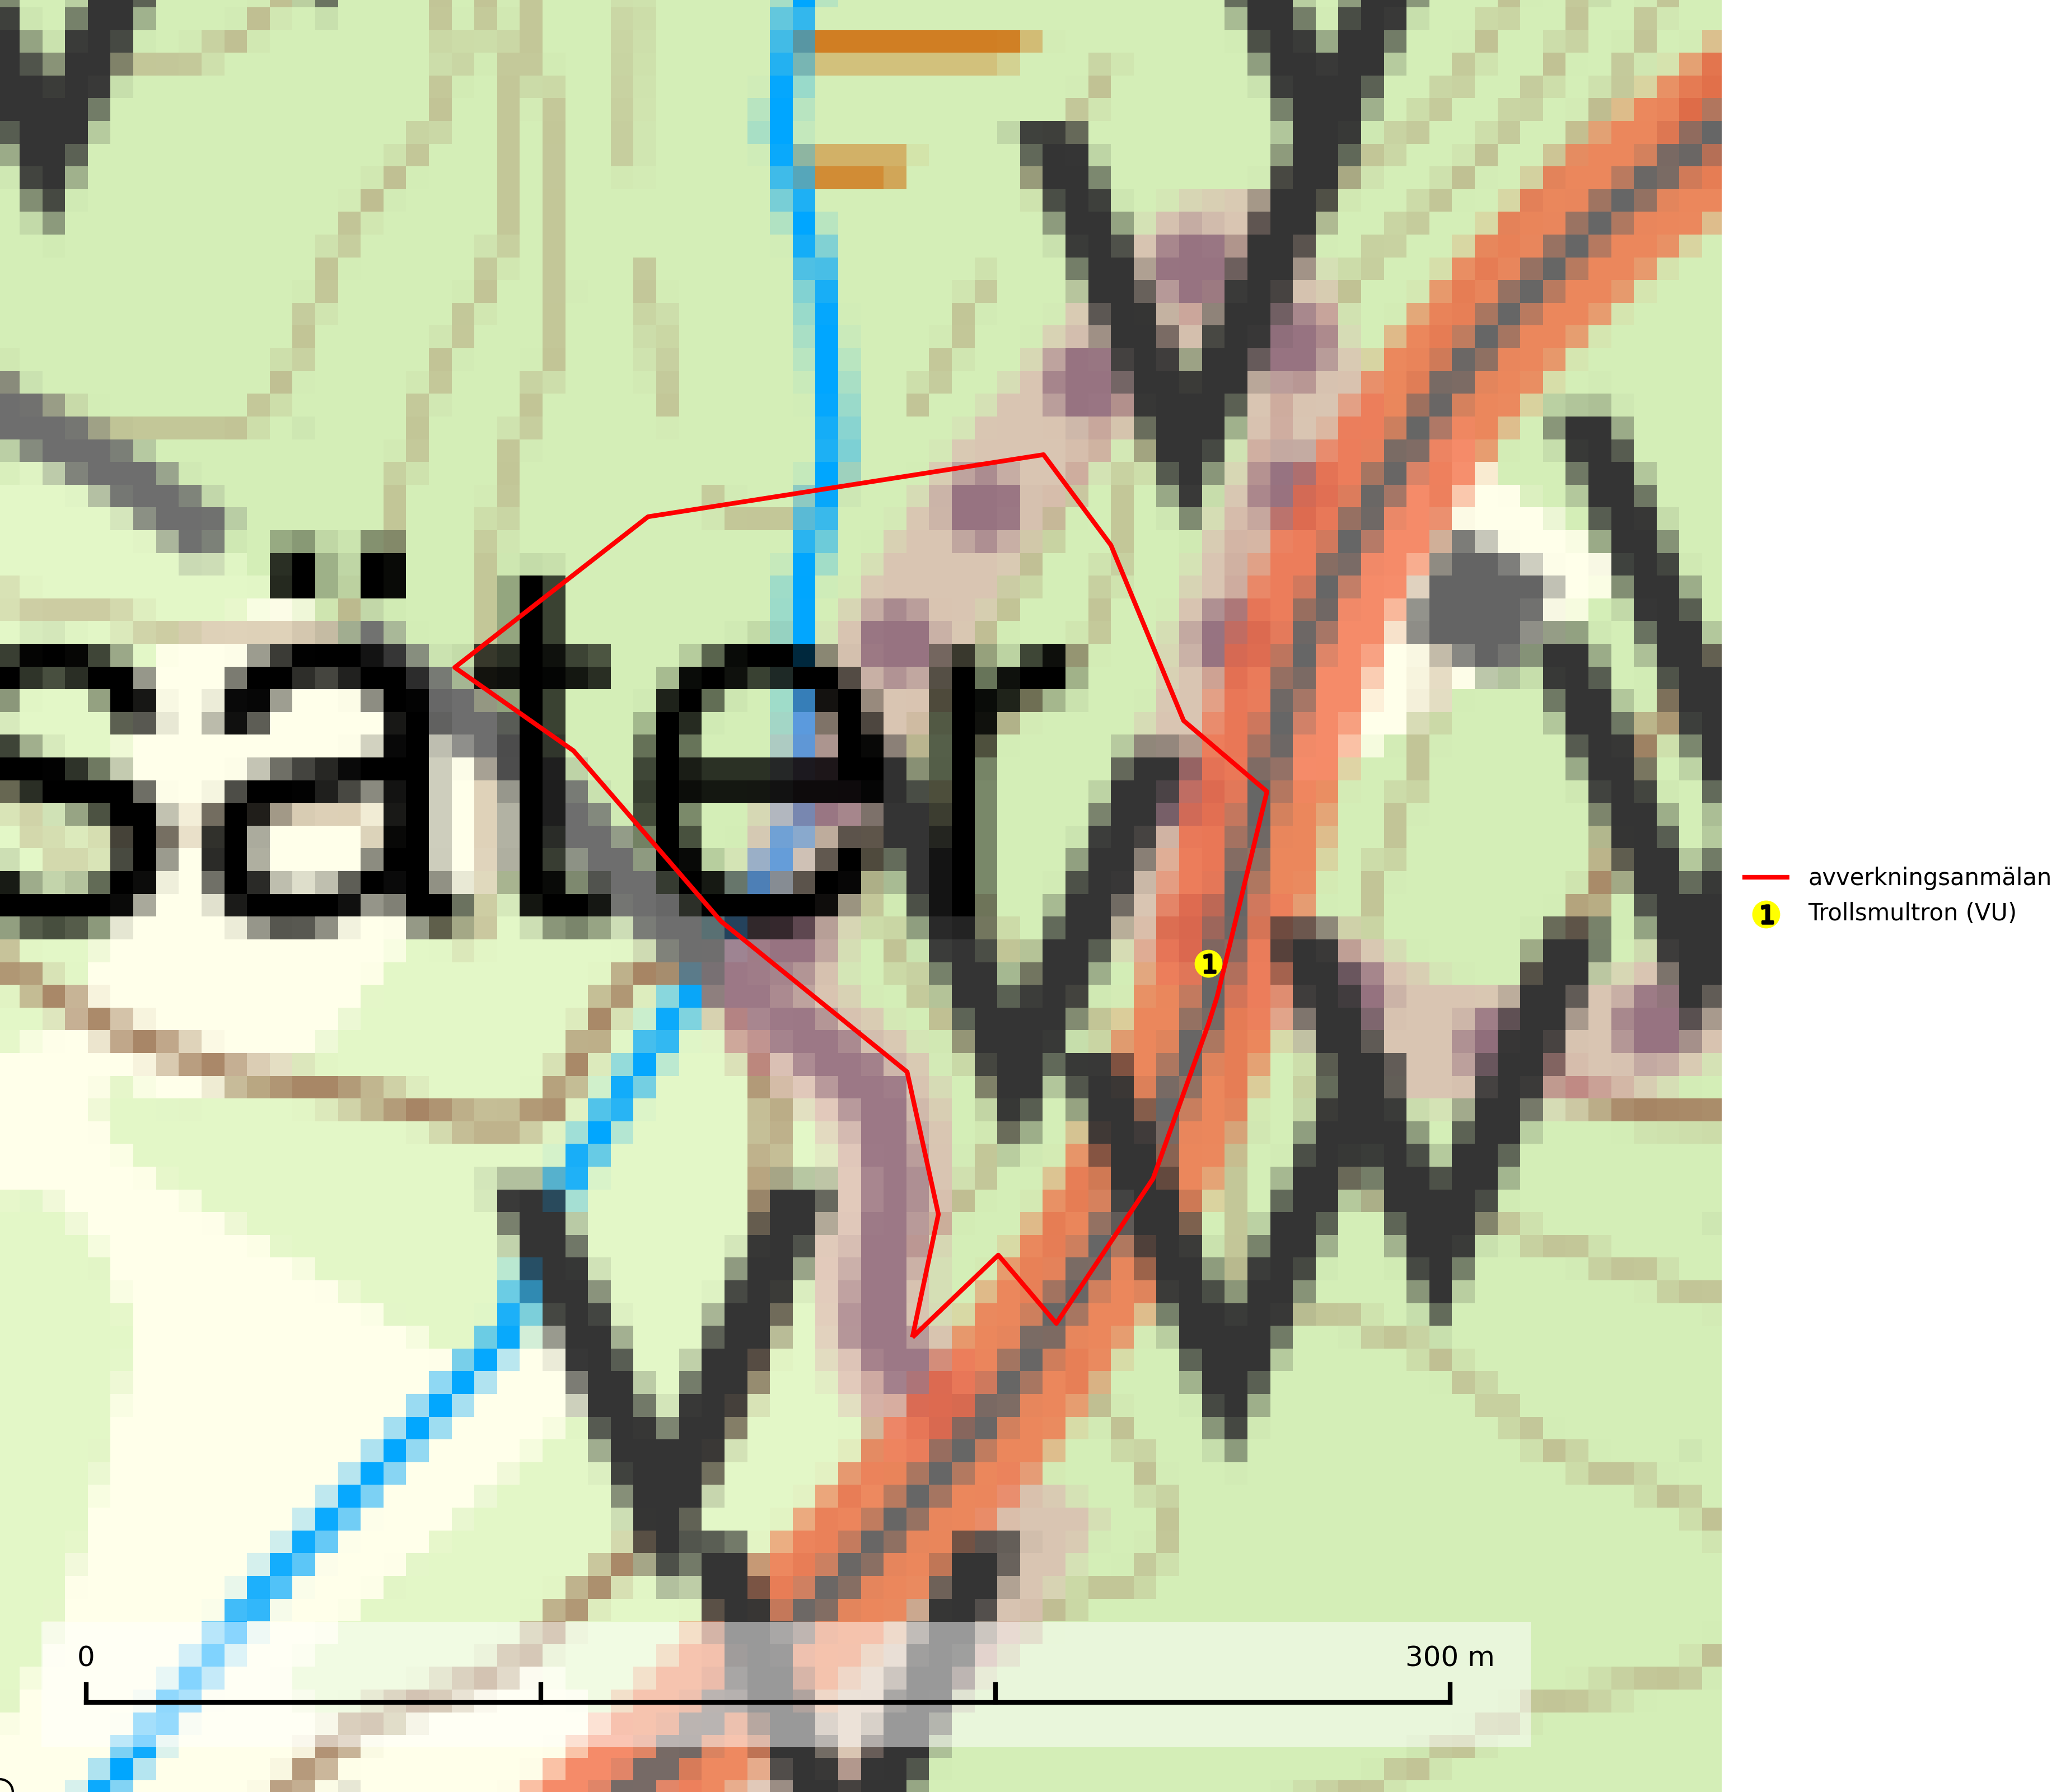 säter
1
avverkningsanmälan
1 Trollsmultron (VU)
0 300 m